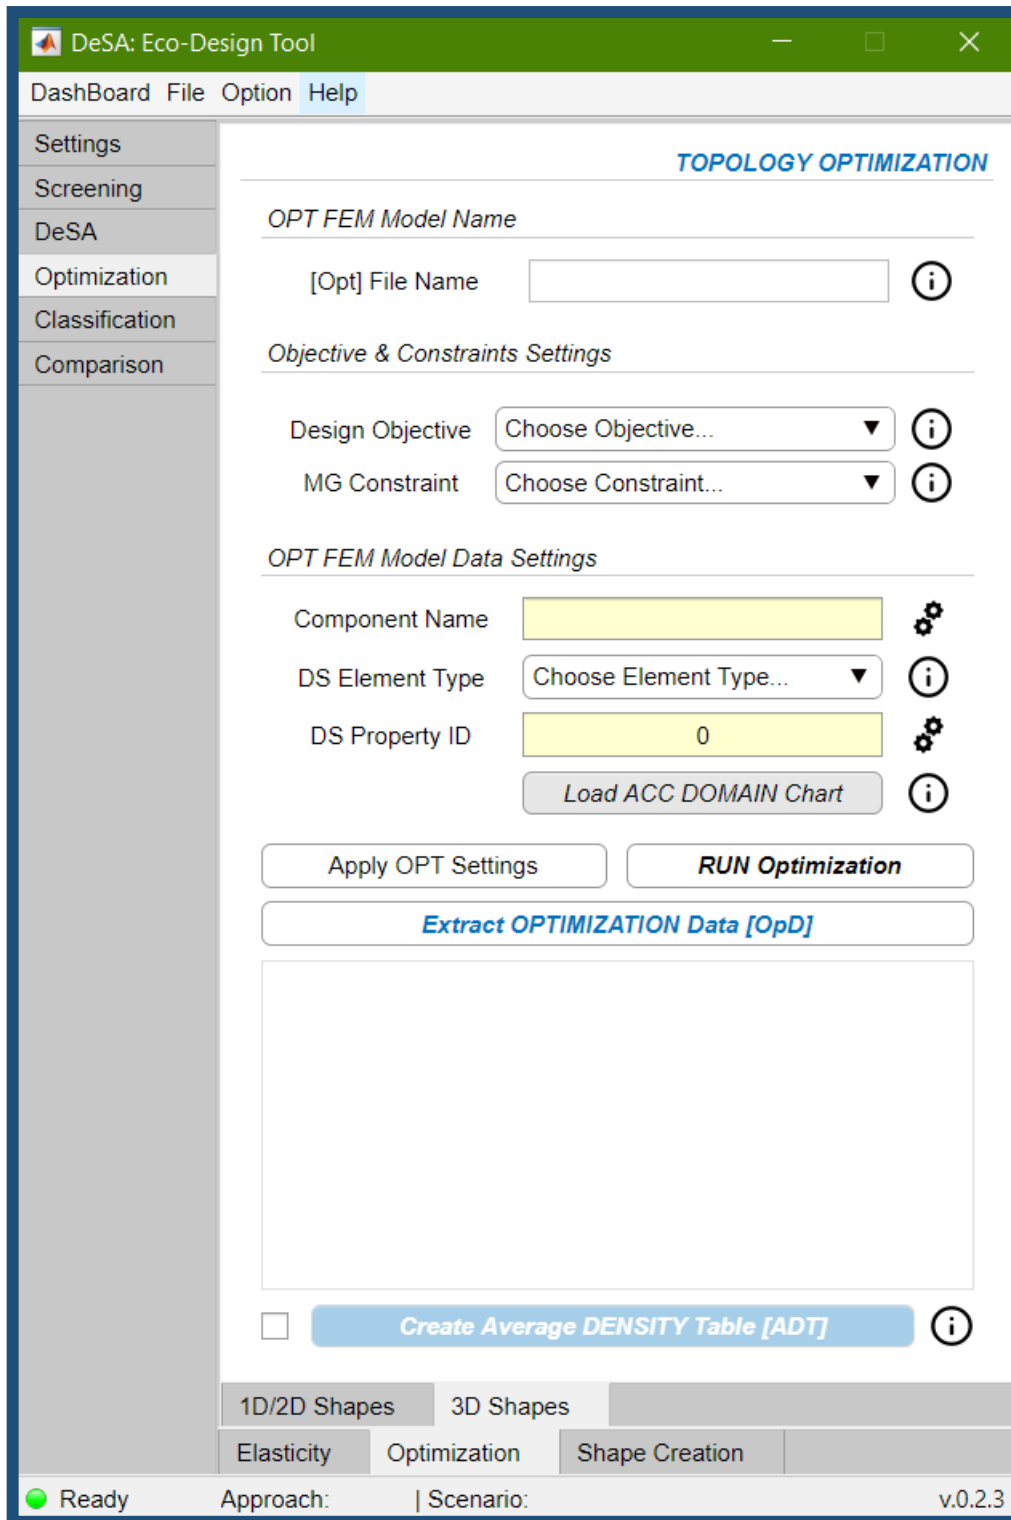 DeSA: Eco-Design Tool
DashBoard File Option Help
Settings
Screening
DeSA
Optimization
Classification
Comparison
TOPOLOGY OPTIMIZATION
OPT FEM Model Name
[Opt] File Name
Objective & Constraints Settings
Design Objective Choose Objective...
MG Constraint Choose Constraint...
OPT FEM Model Data Settings
Component Name
DS Element Type Choose Element Type...
DS Property ID 0
Load ACC DOMAIN Chart
Apply OPT Settings RUN Optimization
Extract OPTIMIZATION Data [OpD]
Create Average DENSITY Table [ADT]
1D/2D Shapes 3D Shapes
Elasticity Optimization Shape Creation
Ready Approach: | Scenario: v.0.2.3